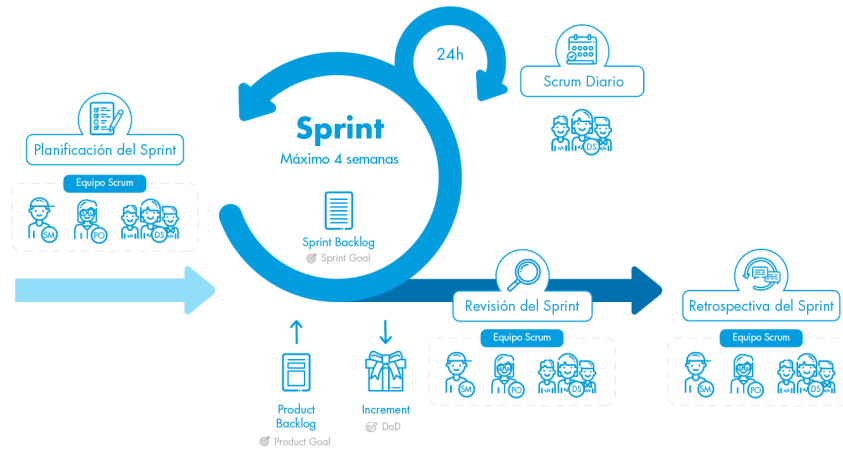 24h
Scrum Diario
DS
Sprint
Máximo 4 semanas
Planificación del Sprint
Equipo Scrum
SM
PO
DS
Sprint Backlog
Sprint Goal
Revisión del Sprint
Equipo Scrum
SM
PO
DS
Retrospectiva del Sprint
Equipo Scrum
SM
PO
DS
Product
Backlog
Product Goal
Increment
DoD